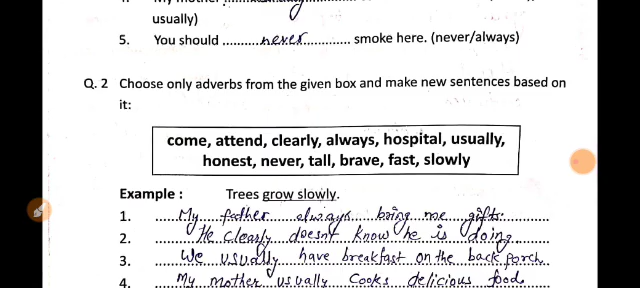 usually)
5. You should ..........never............. smoke here. (never/always)
Q. 2 Choose only adverbs from the given box and make new sentences based on
it:
come, attend, clearly, always, hospital, usually,
honest, never, tall, brave, fast, slowly
Example : Trees grow slowly.
1. My father always bring me gifts.
2. He clearly doesn't know he is doing
3. We usually have breakfast on the back porch.
4. My mother usually Cooks delicious food